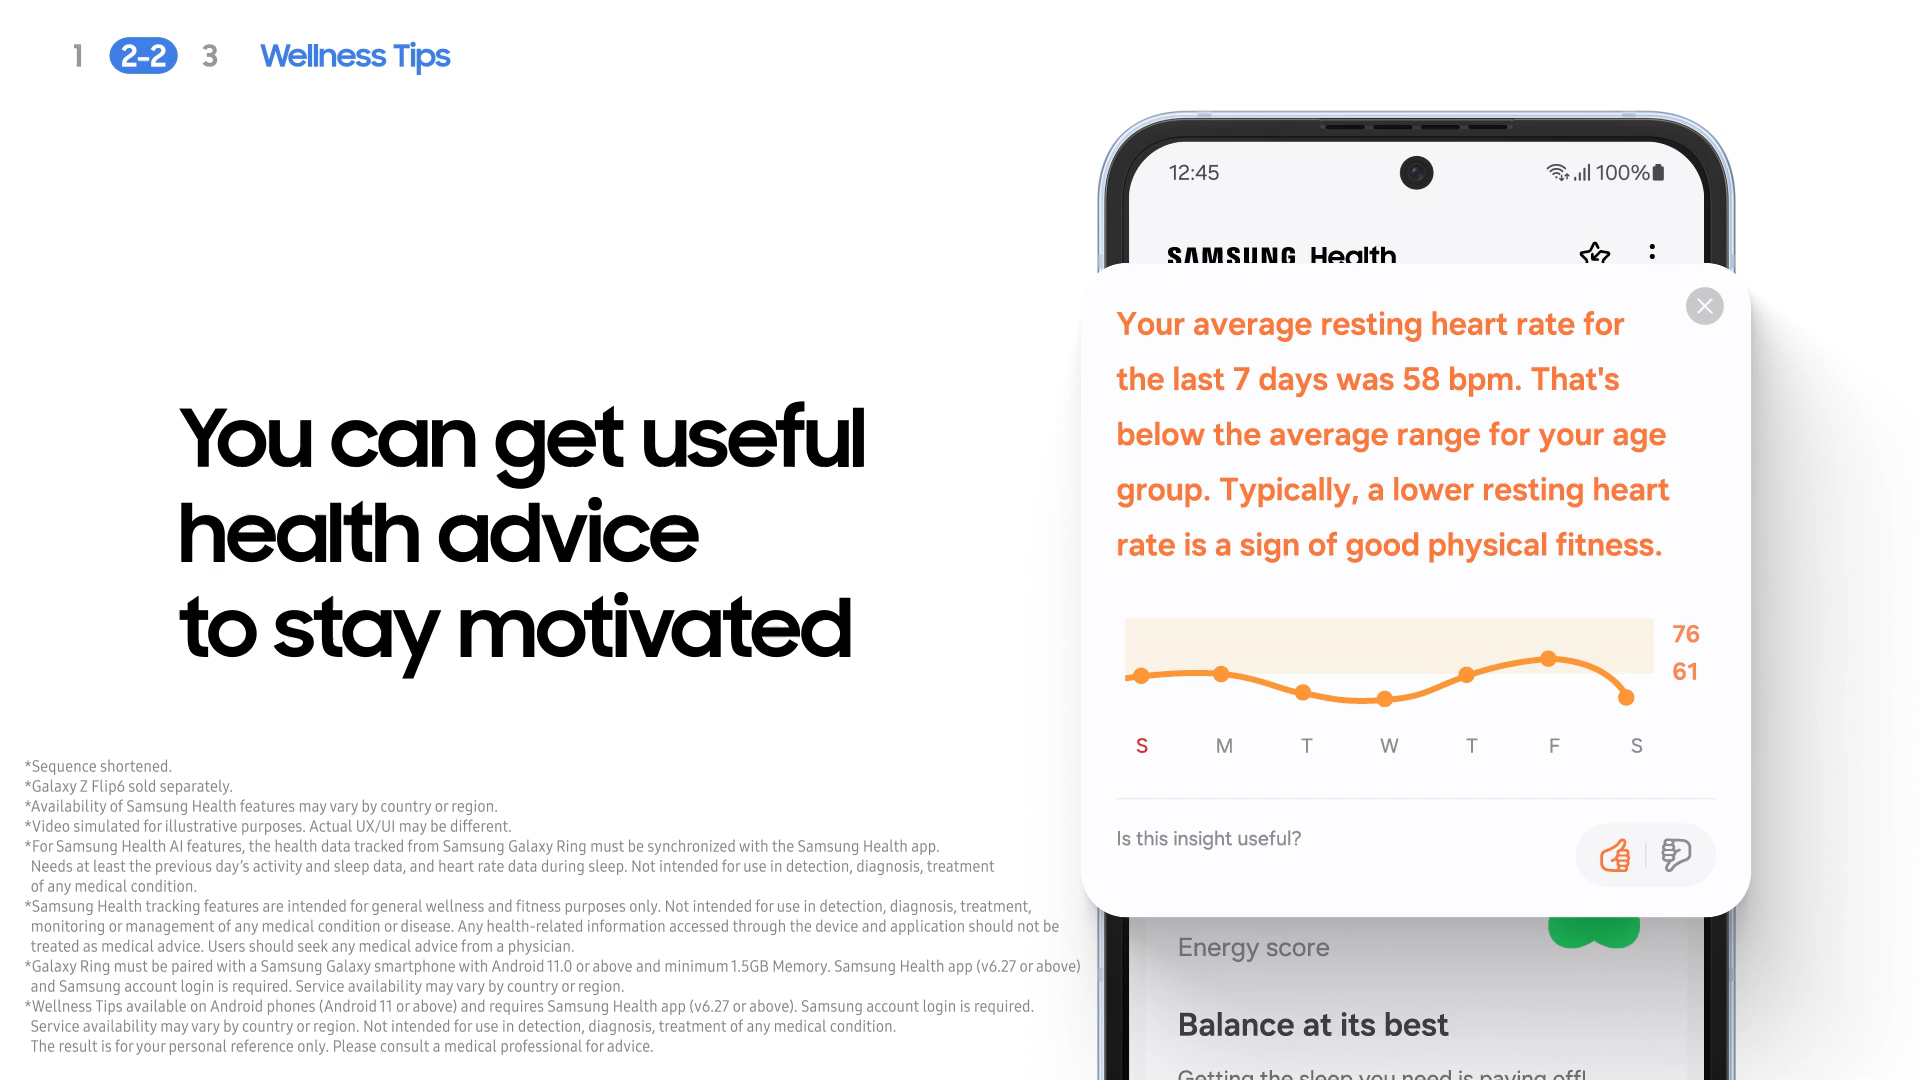 1 2-2 3 Wellness Tips
You can get useful
health advice
to stay motivated
12:45
100%
SAMSUNG Health
Your average resting heart rate for
the last 7 days was 58 bpm. That's
below the average range for your age
group. Typically, a lower resting heart
rate is a sign of good physical fitness.
76
61
S M T W T F S
Is this insight useful?
Energy score
Balance at its best
Getting the sleep you need is paying off!
*Sequence shortened.
*Galaxy Z Flip6 sold separately.
*Availability of Samsung Health features may vary by country or region.
*Video simulated for illustrative purposes. Actual UX/UI may be different.
*For Samsung Health AI features, the health data tracked from Samsung Galaxy Ring must be synchronized with the Samsung Health app.
Needs at least the previous day's activity and sleep data, and heart rate data during sleep. Not intended for use in detection, diagnosis, treatment
of any medical condition.
*Samsung Health tracking features are intended for general wellness and fitness purposes only. Not intended for use in detection, diagnosis, treatment,
monitoring or management of any medical condition or disease. Any health-related information accessed through the device and application should not be
treated as medical advice. Users should seek any medical advice from a physician.
*Galaxy Ring must be paired with a Samsung Galaxy smartphone with Android 11.0 or above and minimum 1.5GB Memory. Samsung Health app (v6.27 or above)
and Samsung account login is required. Service availability may vary by country or region.
*Wellness Tips available on Android phones (Android 11 or above) and requires Samsung Health app (v6.27 or above). Samsung account login is required.
Service availability may vary by country or region. Not intended for use in detection, diagnosis, treatment of any medical condition.
The result is for your personal reference only. Please consult a medical professional for advice.